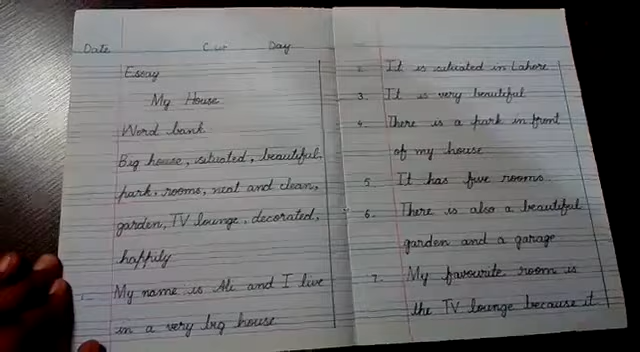 Date C.W Day
Essay
My House
Word bank
Big house, situated, beautiful,
park, rooms, neat and clean,
garden, TV lounge, decorated,
happily
1. My name is Ali and I live
in a very big house
2. It is situated in Lahore
3. It is very beautiful
4. There is a park in front
of my house
5. It has five rooms.
6. There is also a beautiful
garden and a garage
7. My favourite room is
the TV lounge because it